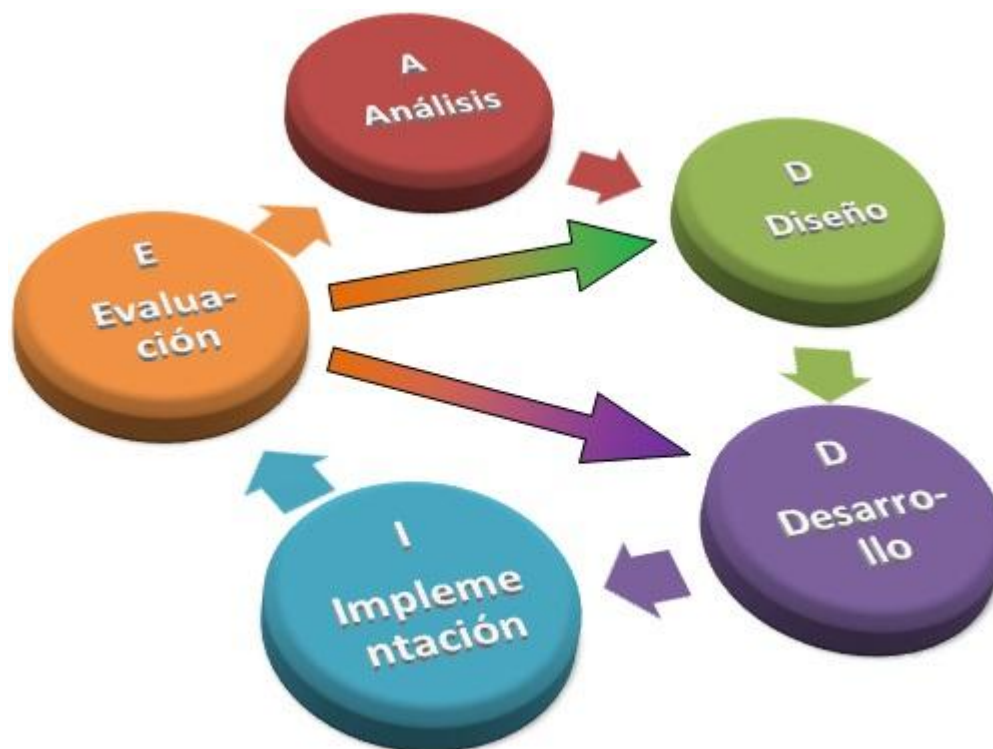 A
Análisis
D
Diseño
D
Desarro-
llo
I
Impleme
ntación
E
Evalua-
ción